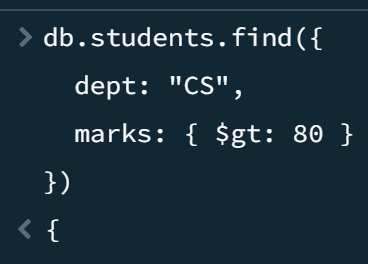 > db.students.find({
dept: "CS",
marks: { $gt: 80 }
})
< {